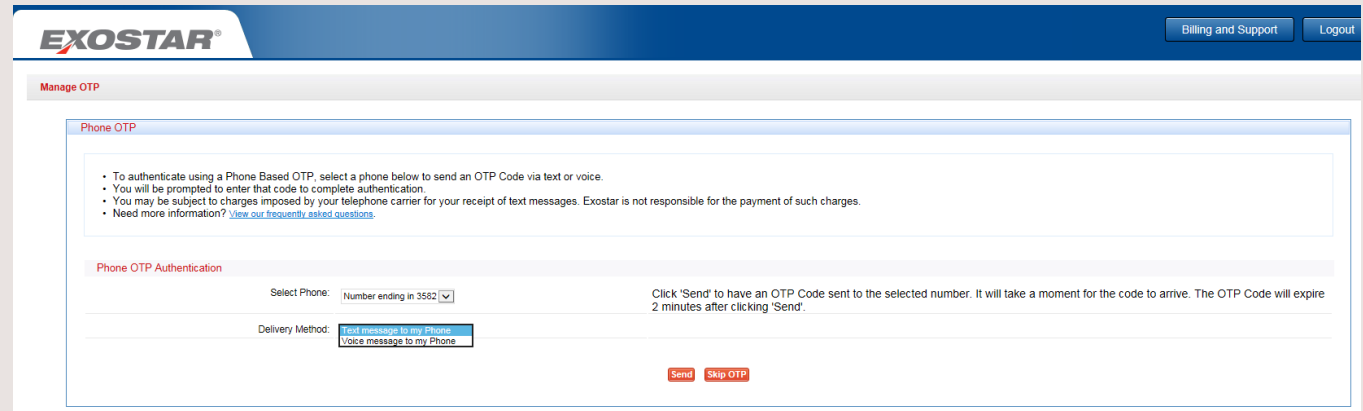 EXOSTAR®
Billing and Support
Logout
Manage OTP
Phone OTP
• To authenticate using a Phone Based OTP, select a phone below to send an OTP Code via text or voice.
• You will be prompted to enter that code to complete authentication.
• You may be subject to charges imposed by your telephone carrier for your receipt of text messages. Exostar is not responsible for the payment of such charges.
• Need more information? View our frequently asked questions.
Phone OTP Authentication
Select Phone: Number ending in 3582
Click 'Send' to have an OTP Code sent to the selected number. It will take a moment for the code to arrive. The OTP Code will expire
2 minutes after clicking 'Send'.
Delivery Method: Text message to my Phone
Voice message to my Phone
Send
Skip OTP